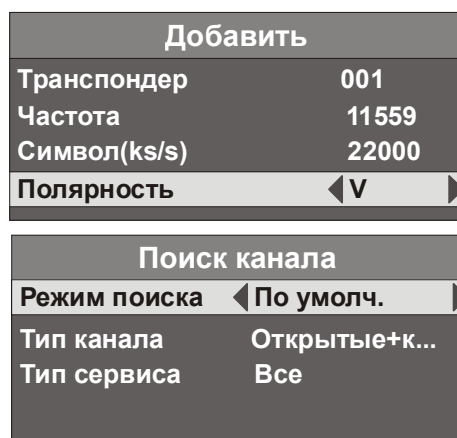 Добавить
Транспондер 001
Частота 11559
Символ(ks/s) 22000
Полярность V
Поиск канала
Режим поиска По умолч.
Тип канала Открытые+к...
Тип сервиса Все